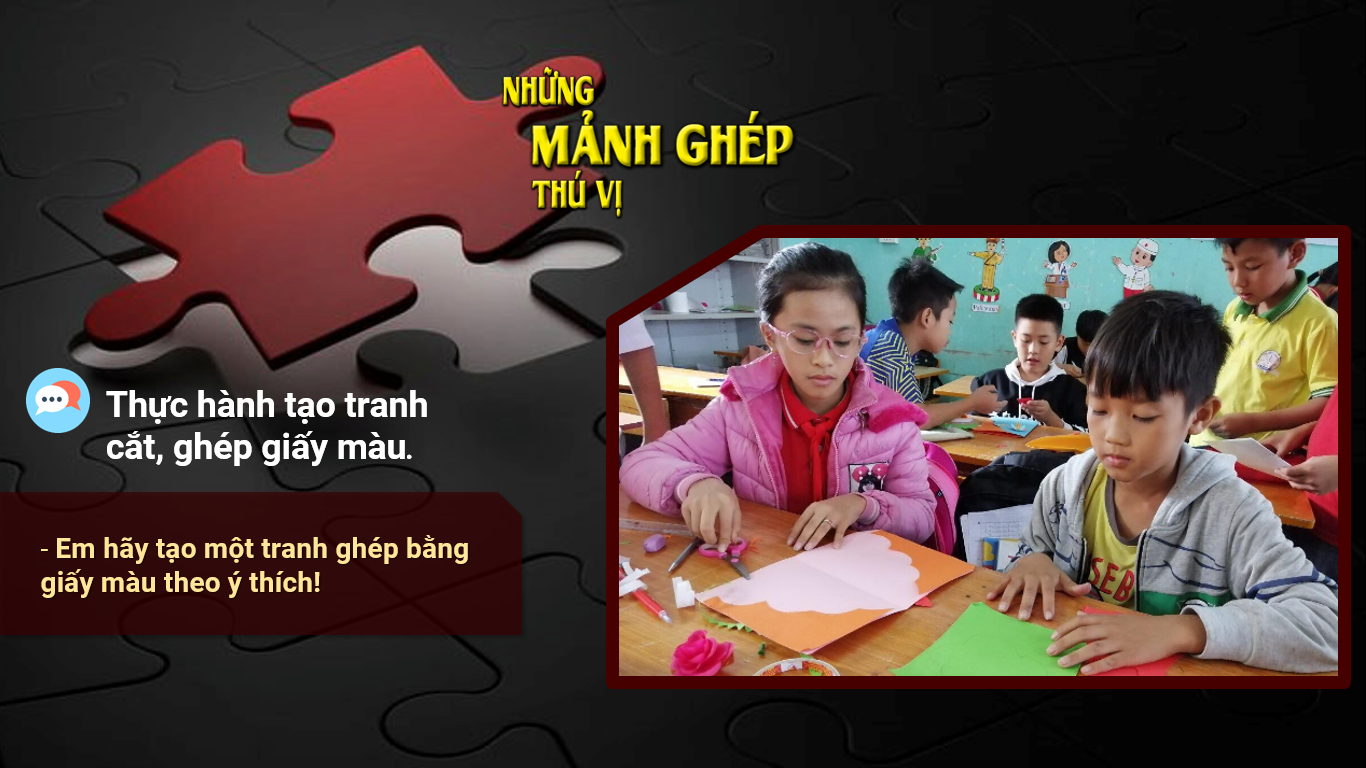 NHỮNG
MẢNH GHÉP
THÚ VỊ
Thực hành tạo tranh
cắt, ghép giấy màu.
- Em hãy tạo một tranh ghép bằng
giấy màu theo ý thích!
SEB